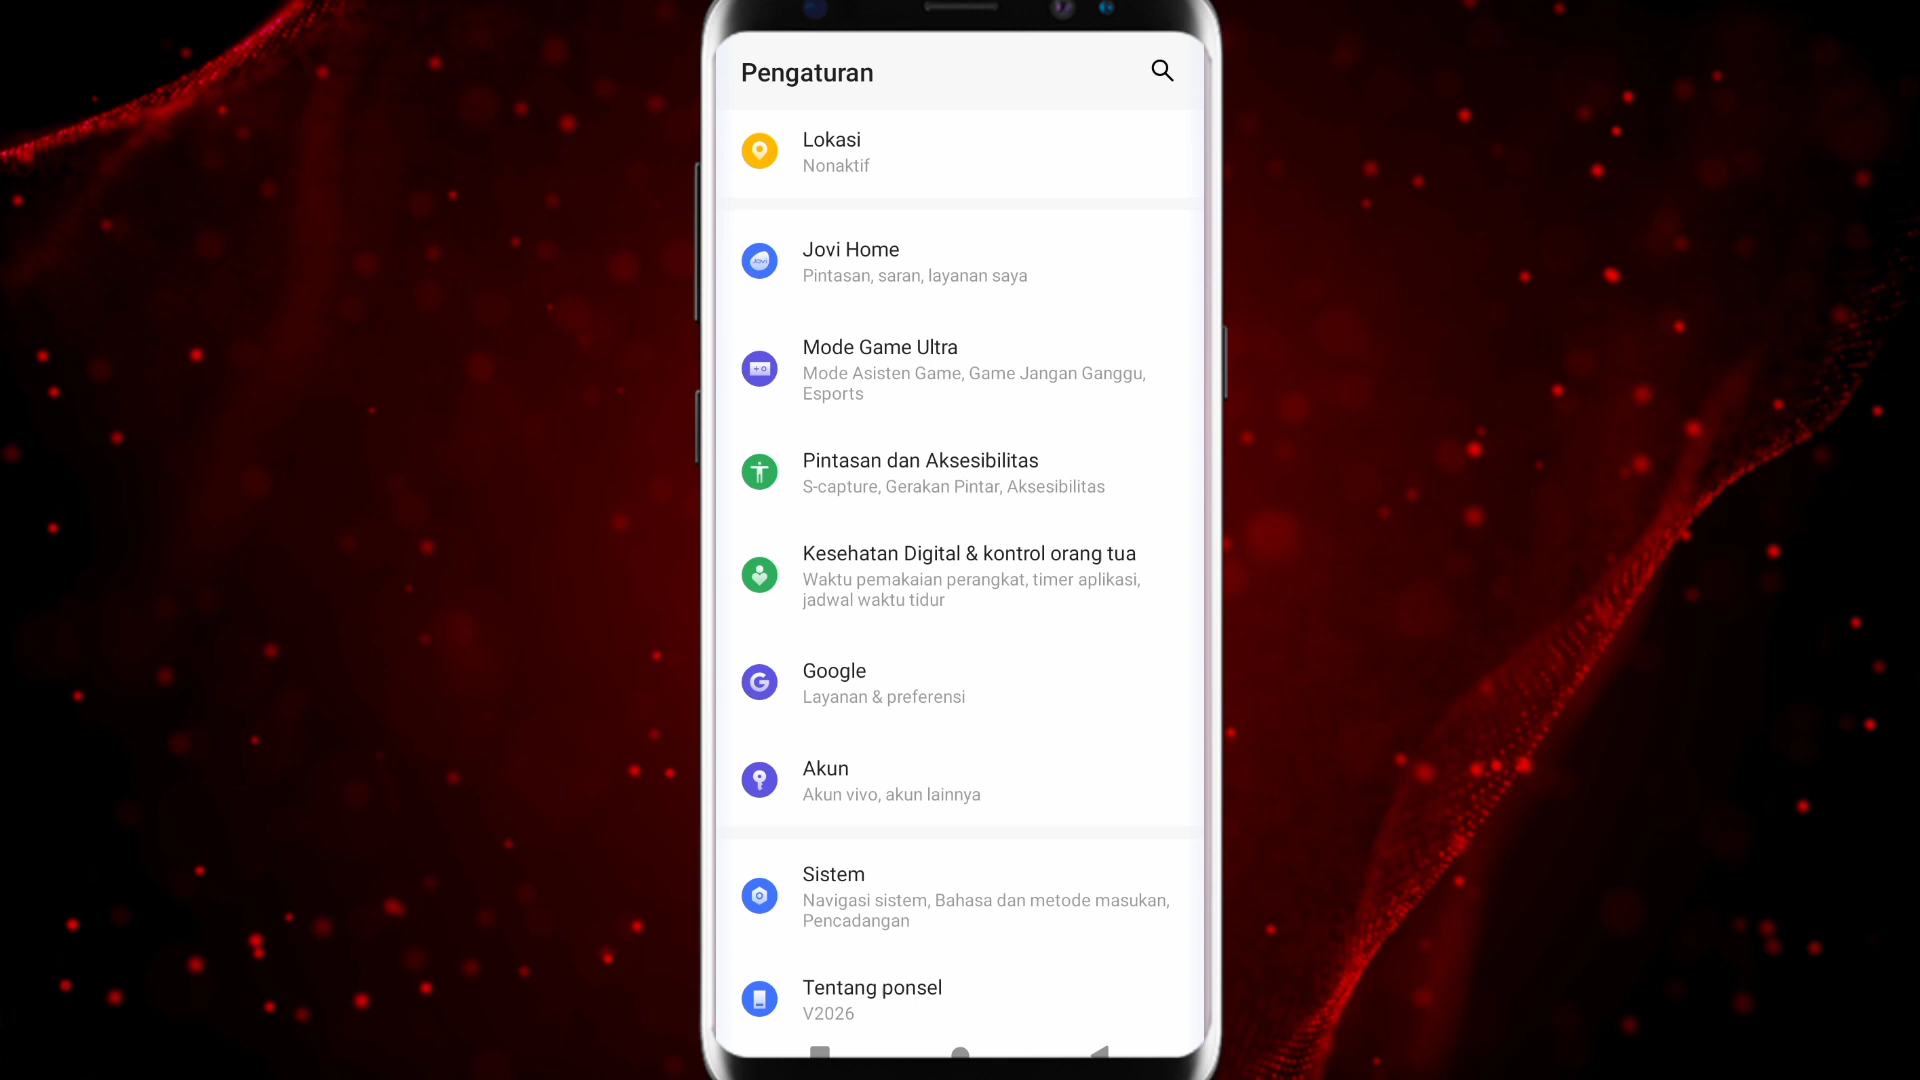 Pengaturan
Lokasi
Nonaktif
Jovi Home
Pintasan, saran, layanan saya
Mode Game Ultra
Mode Asisten Game, Game Jangan Ganggu,
Esports
Pintasan dan Aksesibilitas
S-capture, Gerakan Pintar, Aksesibilitas
Kesehatan Digital & kontrol orang tua
Waktu pemakaian perangkat, timer aplikasi,
jadwal waktu tidur
Google
Layanan & preferensi
Akun
Akun vivo, akun lainnya
Sistem
Navigasi sistem, Bahasa dan metode masukan,
Pencadangan
Tentang ponsel
V2026